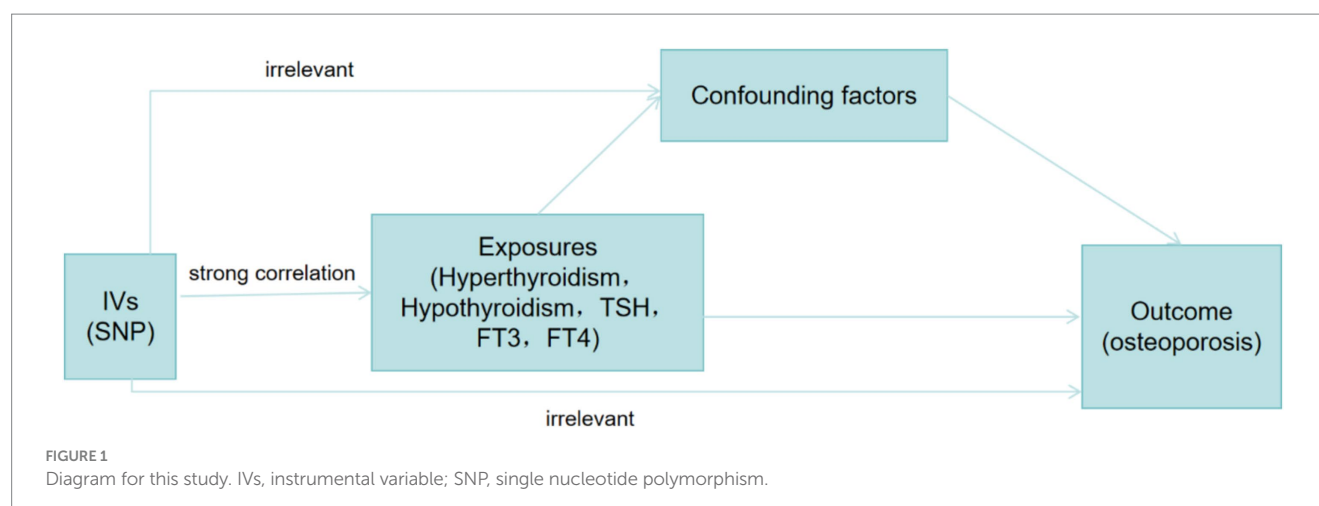 irrelevant
Confounding factors
Exposures
(Hyperthyroidism，
Hypothyroidism，TSH，
FT3，FT4)
strong correlation
IVs
(SNP)
Outcome
(osteoporosis)
irrelevant
FIGURE 1
Diagram for this study. IVs, instrumental variable; SNP, single nucleotide polymorphism.